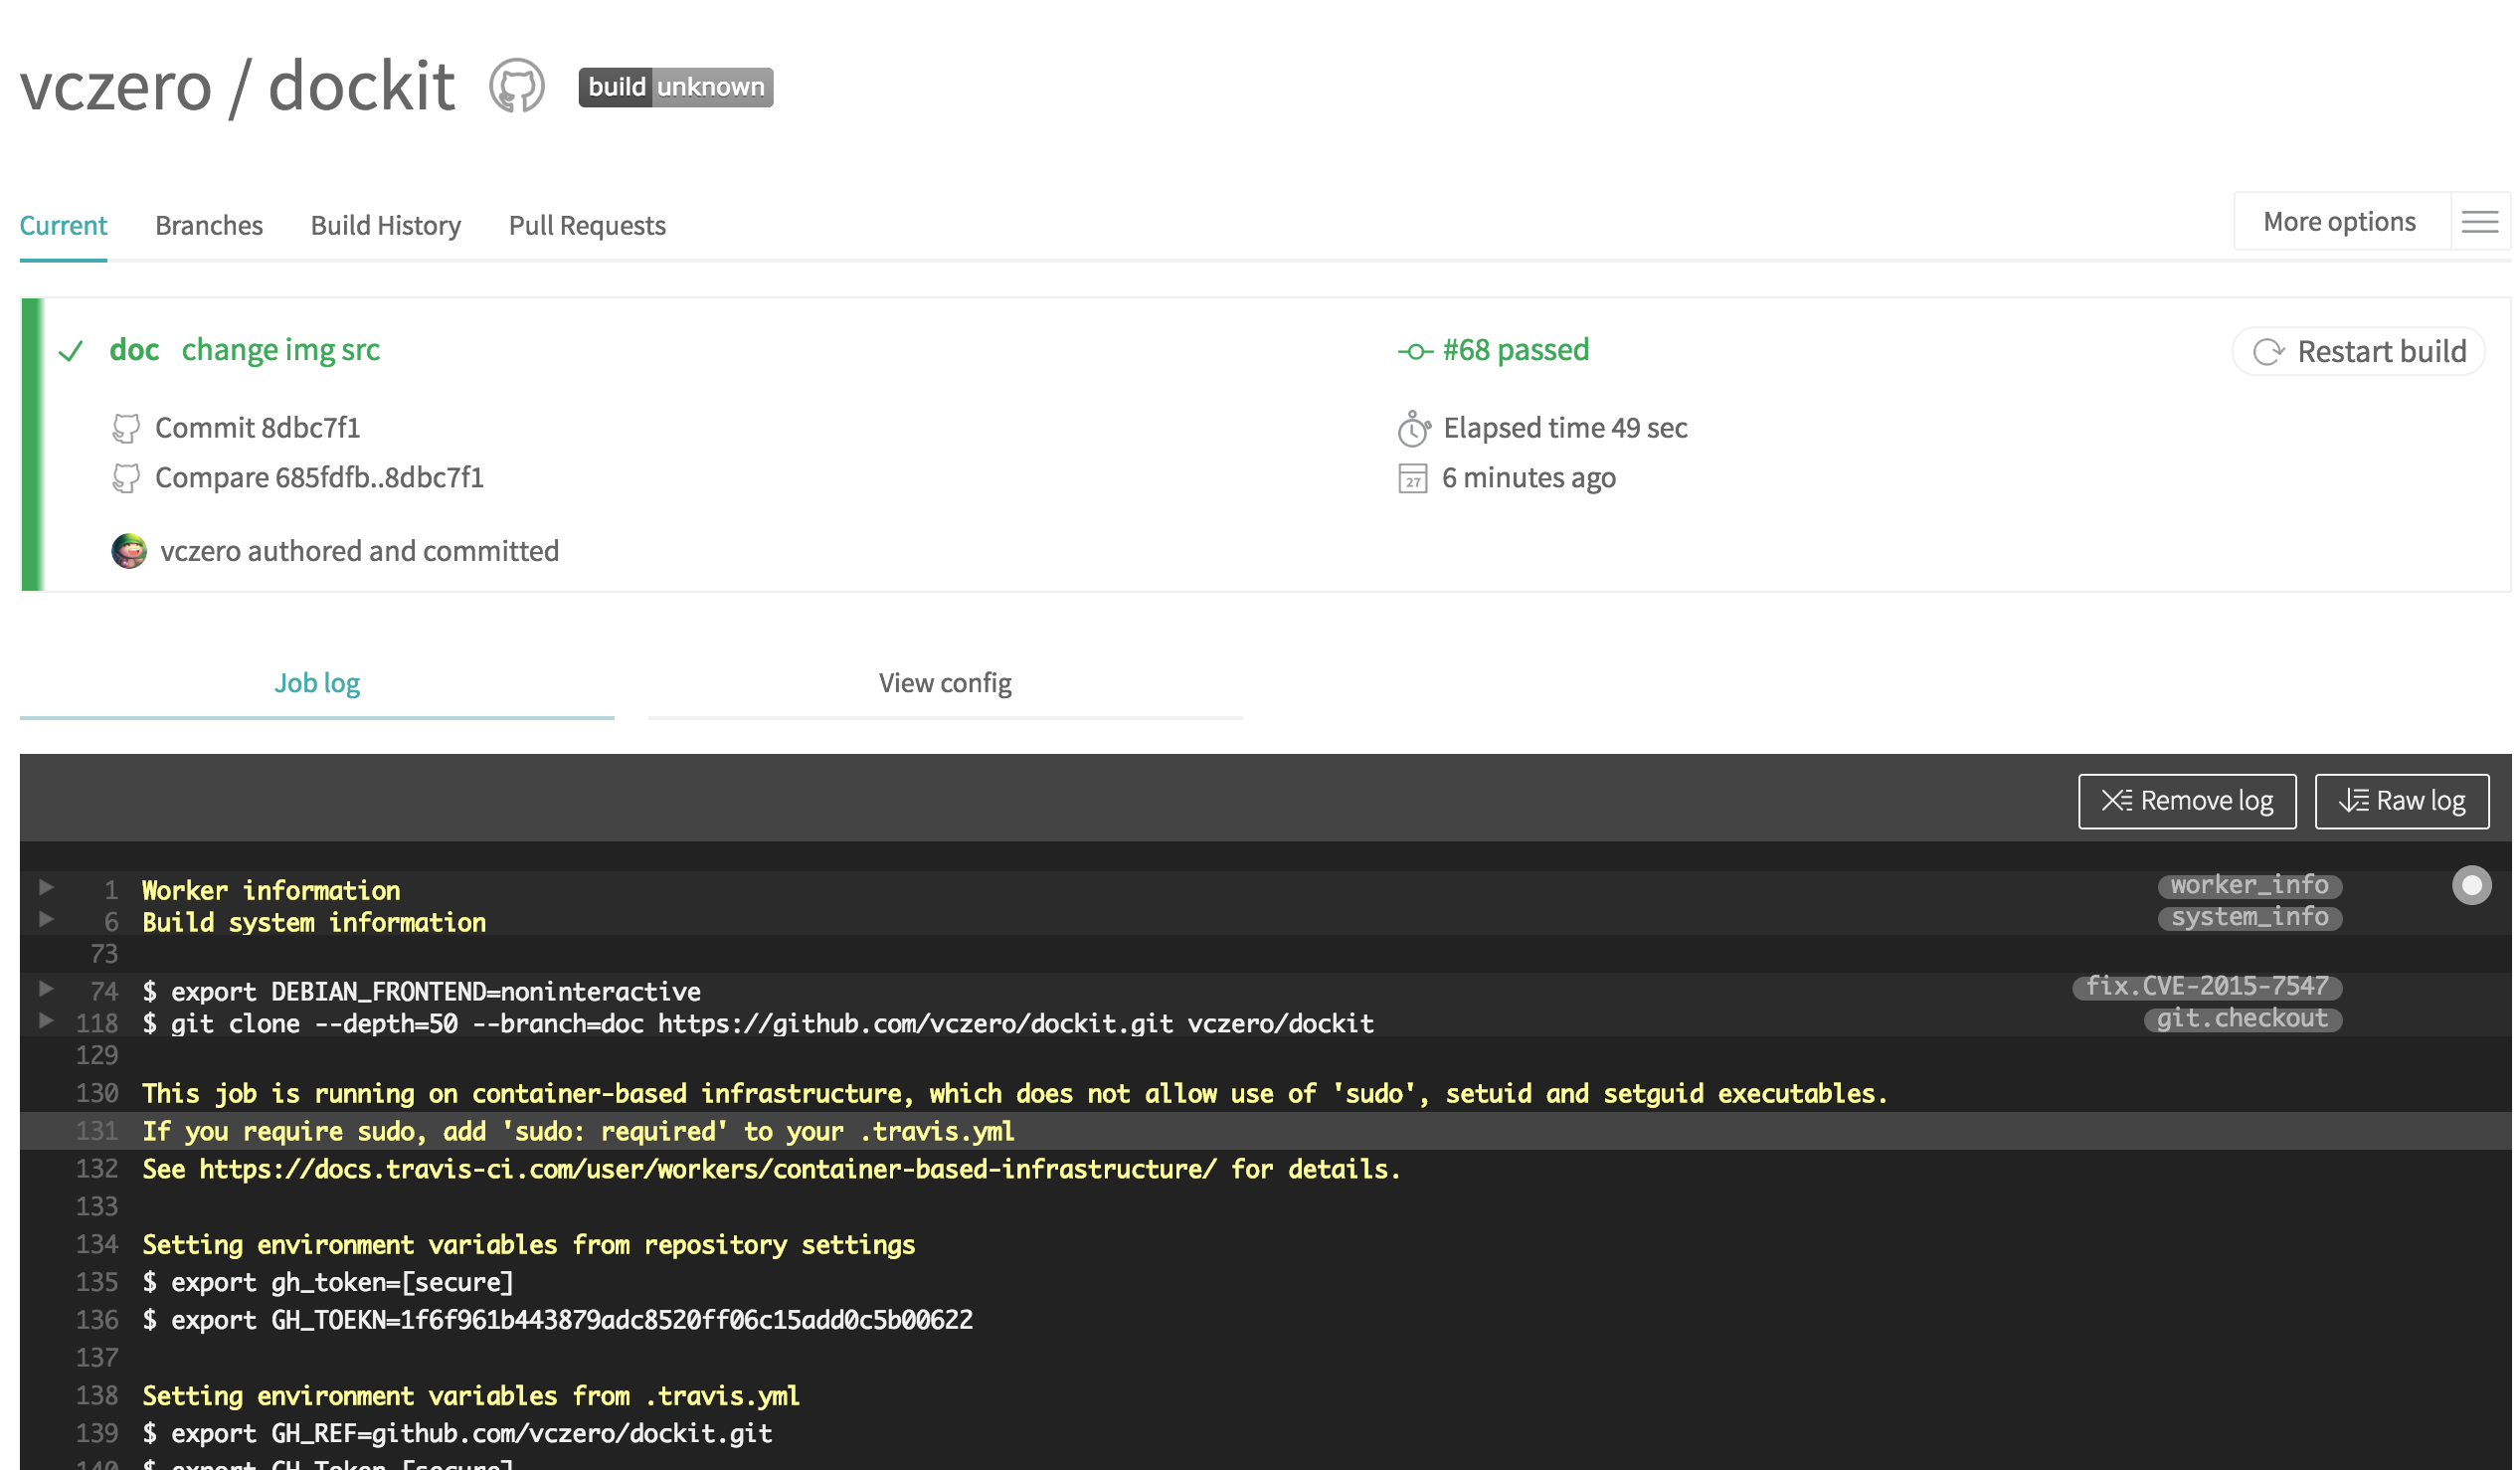 vczero / dockit build unknown
Current Branches Build History Pull Requests More options
doc change img src #68 passed Restart build
Commit 8dbc7f1 Elapsed time 49 sec
Compare 685fdfb..8dbc7f1 27 6 minutes ago
vczero authored and committed
Job log View config
Remove log Raw log
1 Worker information worker_info
6 Build system information system_info
73
74 $ export DEBIAN_FRONTEND=noninteractive fix.CVE-2015-7547
118 $ git clone --depth=50 --branch=doc https://github.com/vczero/dockit.git vczero/dockit git.checkout
129
130 This job is running on container-based infrastructure, which does not allow use of 'sudo', setuid and setguid executables.
131 If you require sudo, add 'sudo: required' to your .travis.yml
132 See https://docs.travis-ci.com/user/workers/container-based-infrastructure/ for details.
133
134 Setting environment variables from repository settings
135 $ export gh_token=[secure]
136 $ export GH_TOEKN=1f6f961b443879adc8520ff06c15add0c5b00622
137
138 Setting environment variables from .travis.yml
139 $ export GH_REF=github.com/vczero/dockit.git
140 $ export GH_Token=[secure]